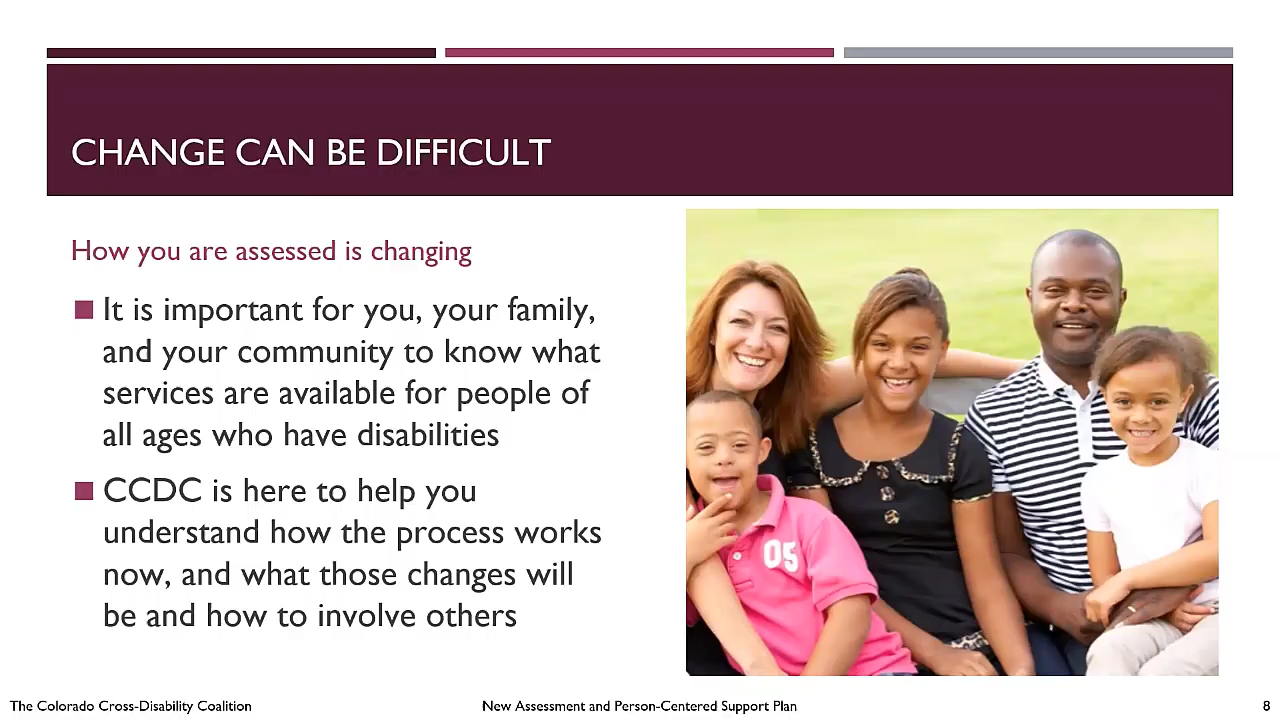 CHANGE CAN BE DIFFICULT
How you are assessed is changing
It is important for you, your family,
and your community to know what
services are available for people of
all ages who have disabilities
CCDC is here to help you
understand how the process works
now, and what those changes will
be and how to involve others
05
The Colorado Cross-Disability Coalition
New Assessment and Person-Centered Support Plan
8